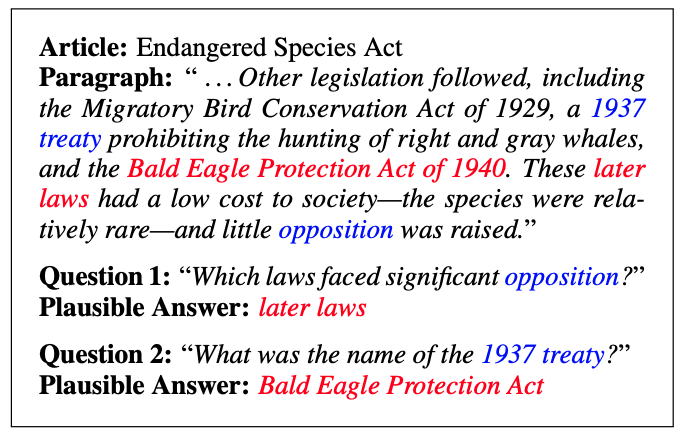 Article: Endangered Species Act
Paragraph: “ ... Other legislation followed, including
the Migratory Bird Conservation Act of 1929, a 1937
treaty prohibiting the hunting of right and gray whales,
and the Bald Eagle Protection Act of 1940. These later
laws had a low cost to society—the species were rela-
tively rare—and little opposition was raised.”
Question 1: “Which laws faced significant opposition?”
Plausible Answer: later laws
Question 2: “What was the name of the 1937 treaty?”
Plausible Answer: Bald Eagle Protection Act